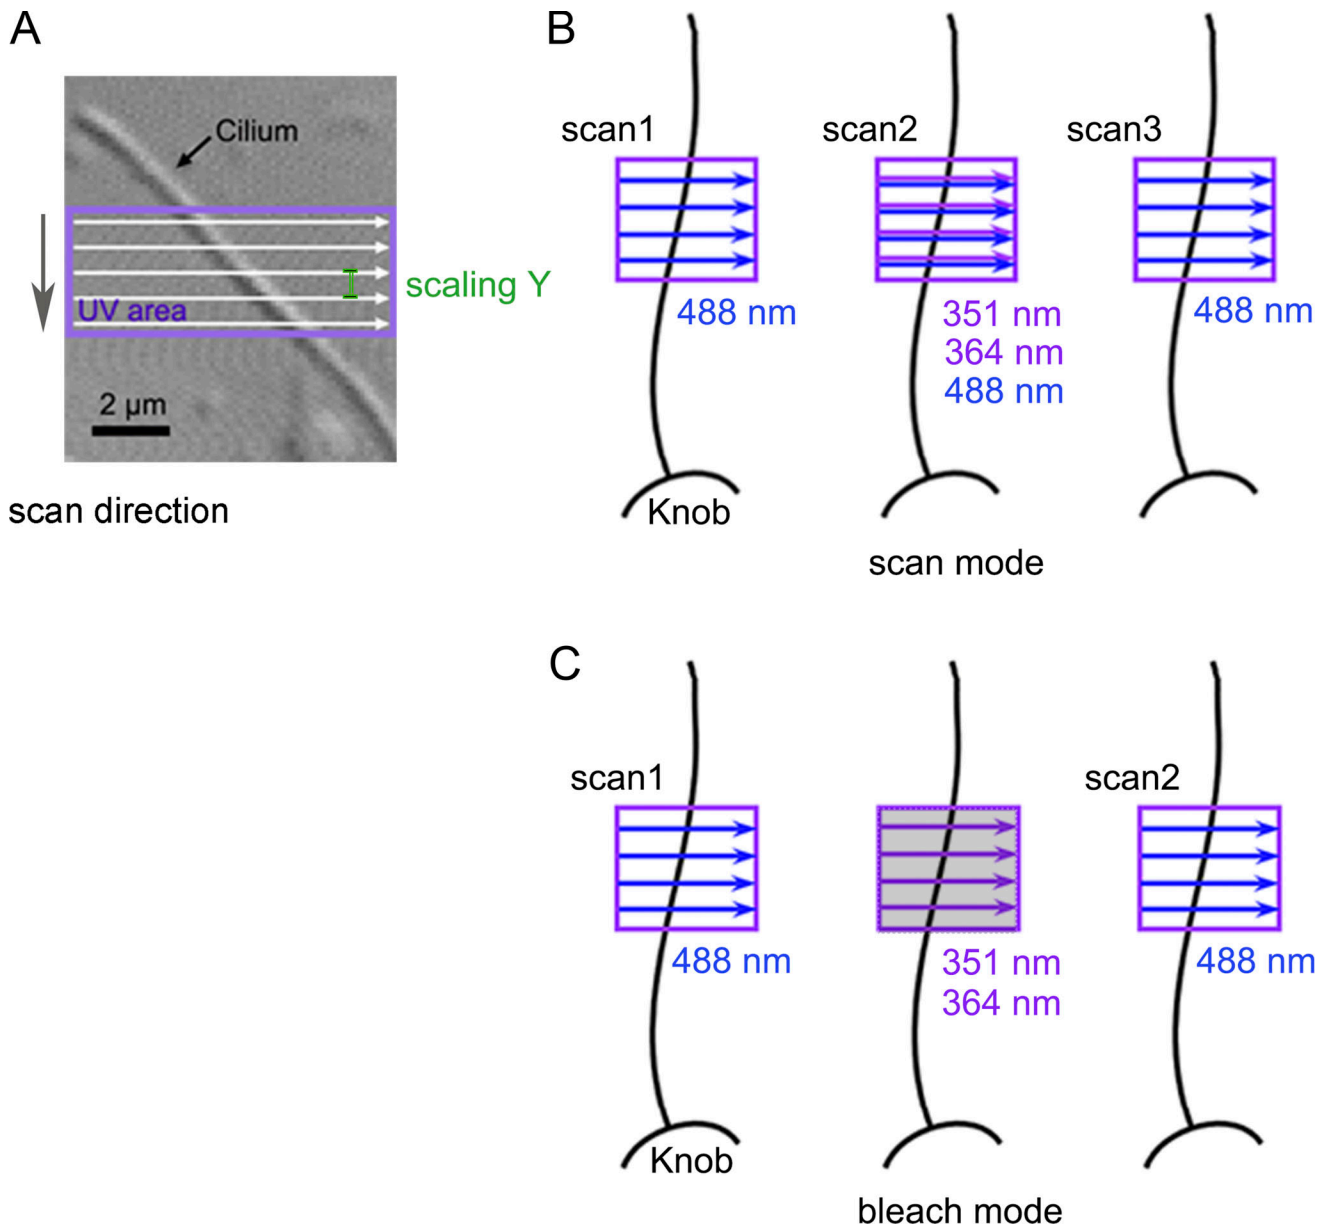 A
Cilium
scaling Y
UV area
2 µm
scan direction
B
scan1
scan2
scan3
488 nm
351 nm
364 nm
488 nm
488 nm
Knob
scan mode
C
scan1
scan2
488 nm
351 nm
364 nm
488 nm
Knob
bleach mode